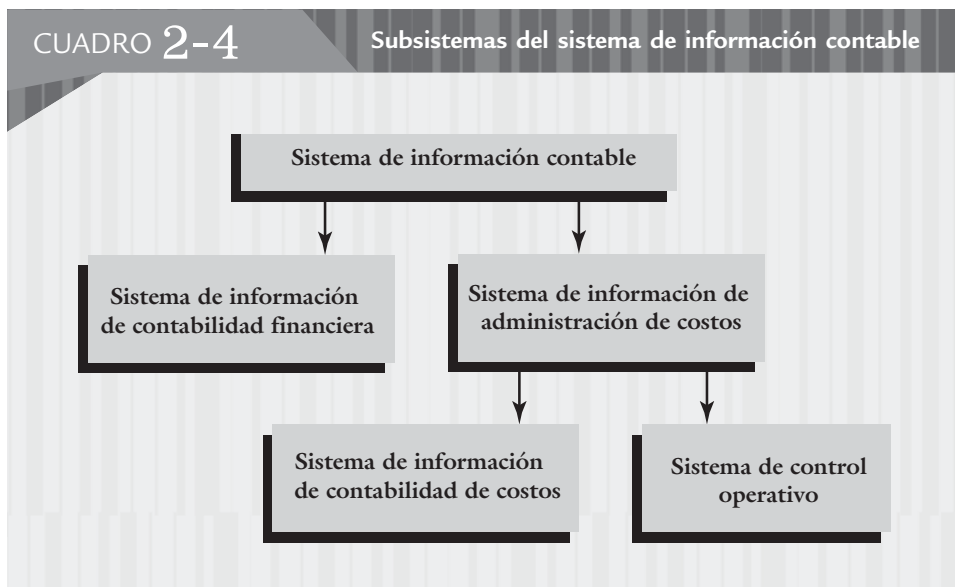 CUADRO 2-4
Subsistemas del sistema de información contable
Sistema de información contable
Sistema de información
de contabilidad financiera
Sistema de información de
administración de costos
Sistema de información
de contabilidad de costos
Sistema de control
operativo